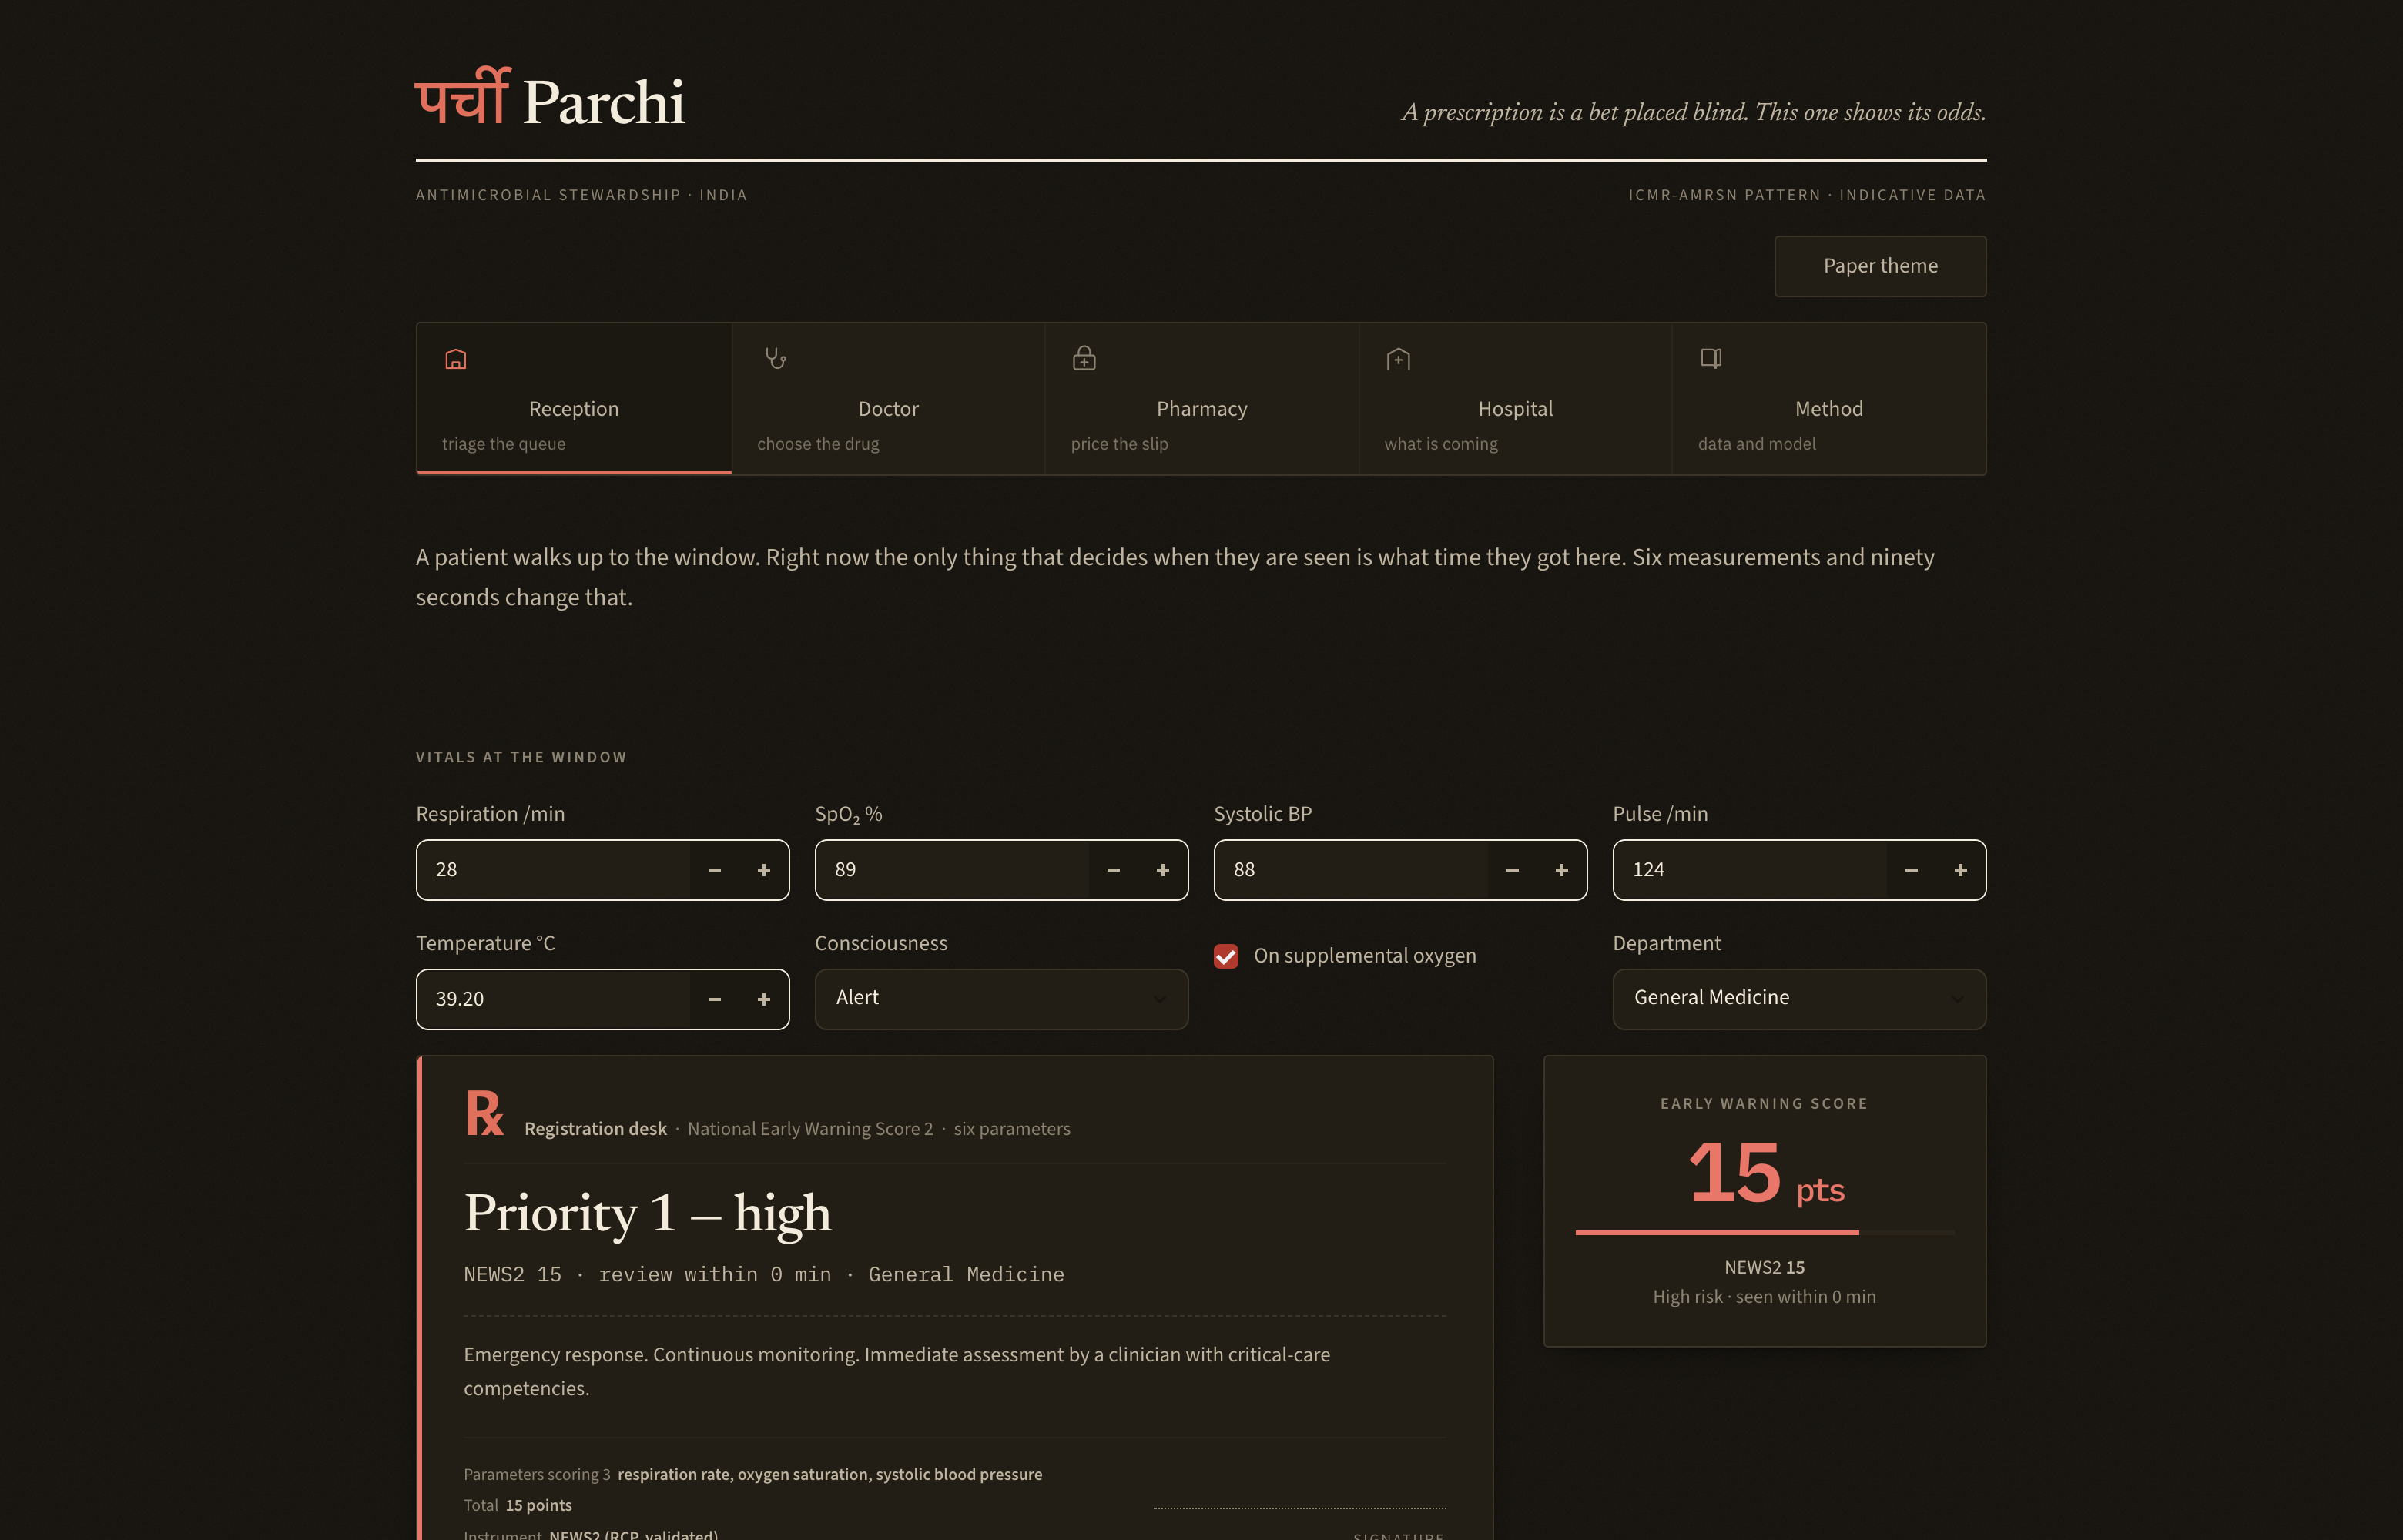 पर्ची Parchi
A prescription is a bet placed blind. This one shows its odds.
ANTIMICROBIAL STEWARDSHIP · INDIA
ICMR-AMRSN PATTERN · INDICATIVE DATA
Paper theme
Reception
triage the queue
Doctor
choose the drug
Pharmacy
price the slip
Hospital
what is coming
Method
data and model
A patient walks up to the window. Right now the only thing that decides when they are seen is what time they got here. Six measurements and ninety
seconds change that.
VITALS AT THE WINDOW
Respiration /min
SpO₂ %
Systolic BP
Pulse /min
28 − +
89 − +
88 − +
124 − +
Temperature °C
Consciousness
On supplemental oxygen
Department
39.20 − +
Alert
General Medicine
℞ Registration desk · National Early Warning Score 2 · six parameters
Priority 1 – high
NEWS2 15 · review within 0 min · General Medicine
Emergency response. Continuous monitoring. Immediate assessment by a clinician with critical-care
competencies.
Parameters scoring 3 respiration rate, oxygen saturation, systolic blood pressure
Total 15 points
Instrument NEWS2 (RCP, validated)
SIGNATURE
EARLY WARNING SCORE
15 pts
NEWS2 15
High risk · seen within 0 min